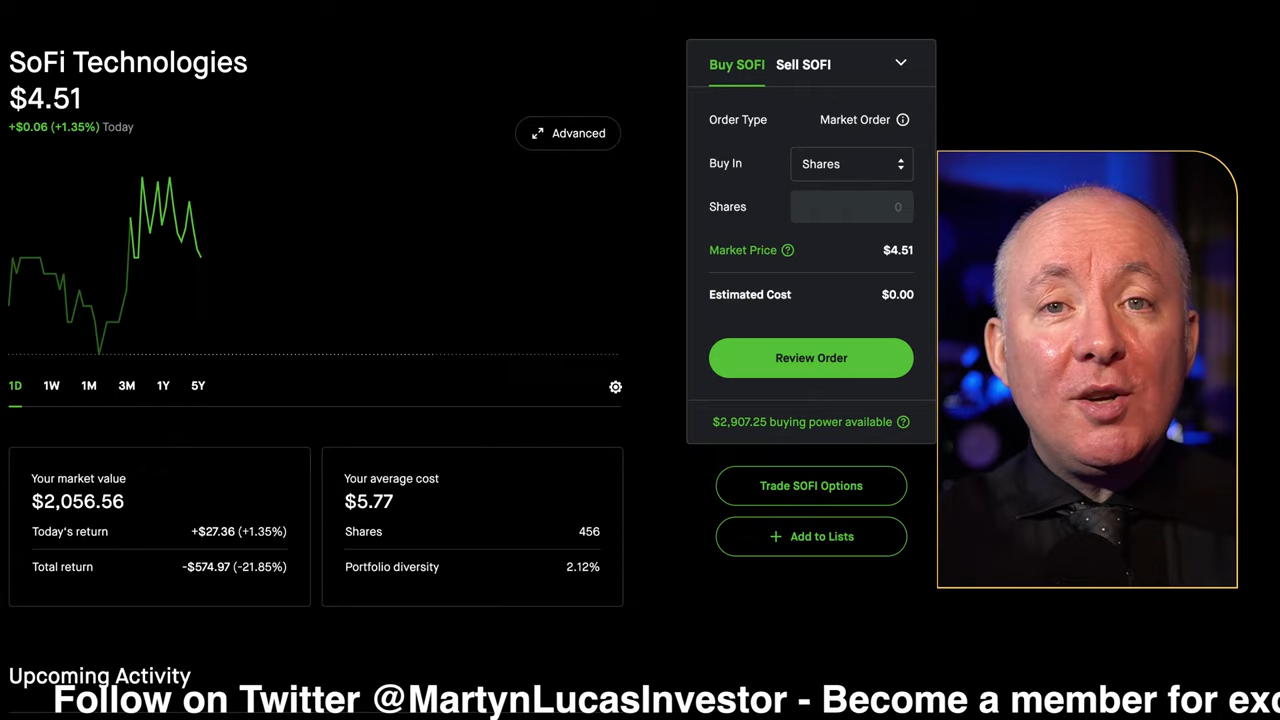 SoFi Technologies
$4.51
+$0.06 (+1.35%) Today
Advanced
1D 1W 1M 3M 1Y 5Y
Your market value
$2,056.56
Today's return +$27.36 (+1.35%)
Total return -$574.97 (-21.85%)
Your average cost
$5.77
Shares 456
Portfolio diversity 2.12%
Upcoming Activity
Buy SOFI Sell SOFI
Order Type Market Order
Buy In Shares
Shares 0
Market Price $4.51
Estimated Cost $0.00
Review Order
$2,907.25 buying power available
Trade SOFI Options
+ Add to Lists
Follow on Twitter @MartynLucasInvestor - Become a member for exc